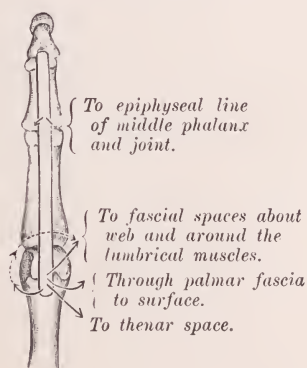 To epiphyseal line
of middle phalanx
and joint.
To fascial spaces about
web and around the
lumbrical muscles.
Through palmar fascia
to surface.
To thenar space.